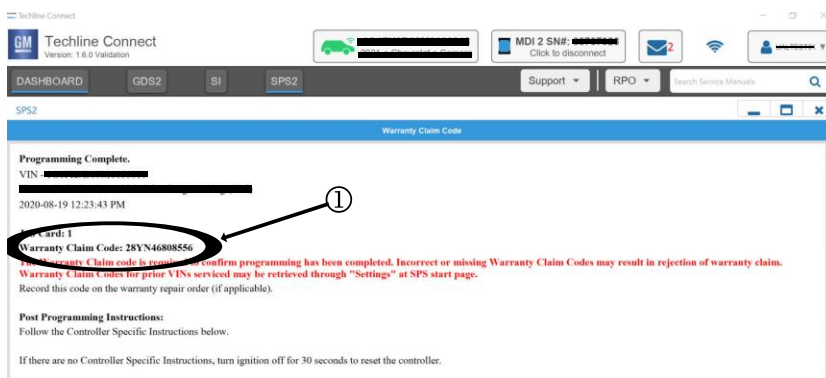 Techline Connect
GM Techline Connect
Version: 1.6.0 Validation
MDI 2 SN#:
Click to disconnect
2
DASHBOARD GDS2 SI SPS2 Support RPO Search Service Manuals
SPS2
Warranty Claim Code
Programming Complete.
VIN -
2020-08-19 12:23:43 PM
1
Card: 1
Warranty Claim Code: 28YN46808556
The Warranty Claim code is required to confirm programming has been completed. Incorrect or missing Warranty Claim Codes may result in rejection of warranty claim.
Warranty Claim Codes for prior VINs serviced may be retrieved through "Settings" at SPS start page.
Record this code on the warranty repair order (if applicable).
Post Programming Instructions:
Follow the Controller Specific Instructions below.
If there are no Controller Specific Instructions, turn ignition off for 30 seconds to reset the controller.